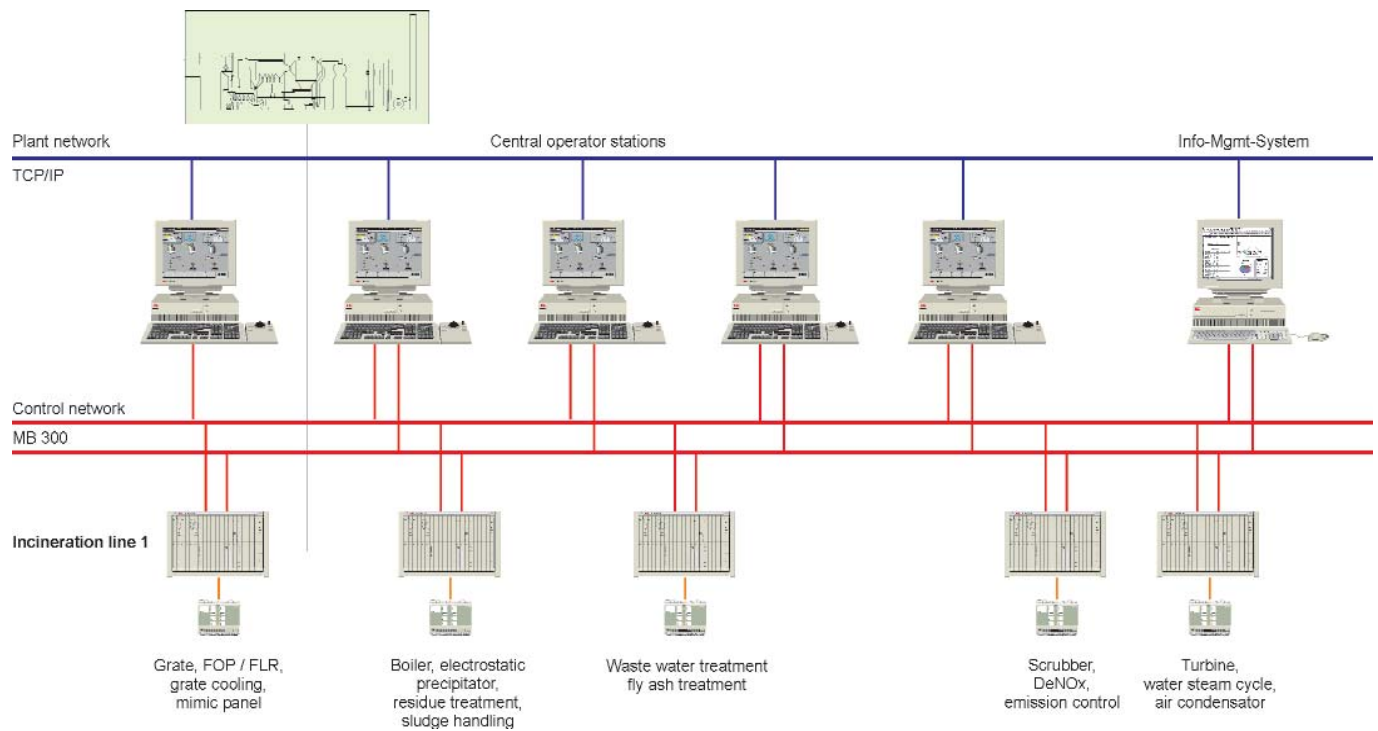 Plant network
Central operator stations
Info-Mgmt-System
TCP/IP
Control network
MB 300
Incineration line 1
Grate, FOP / FLR,
grate cooling,
mimic panel
Boiler, electrostatic
precipitator,
residue treatment,
sludge handling
Waste water treatment
fly ash treatment
Scrubber,
DeNOx,
emission control
Turbine,
water steam cycle,
air condensator